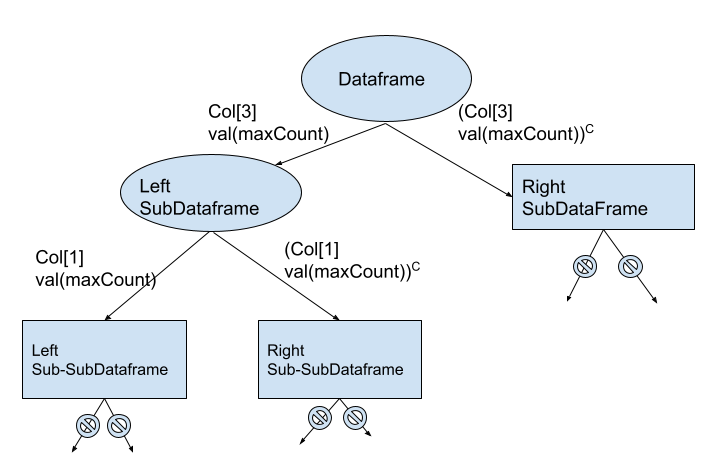 Dataframe
Col[3]
val(maxCount)
(Col[3]
val(maxCount))ᶜ
Left
SubDataframe
Right
SubDataFrame
Col[1]
val(maxCount)
(Col[1]
val(maxCount))ᶜ
Left
Sub-SubDataframe
Right
Sub-SubDataframe